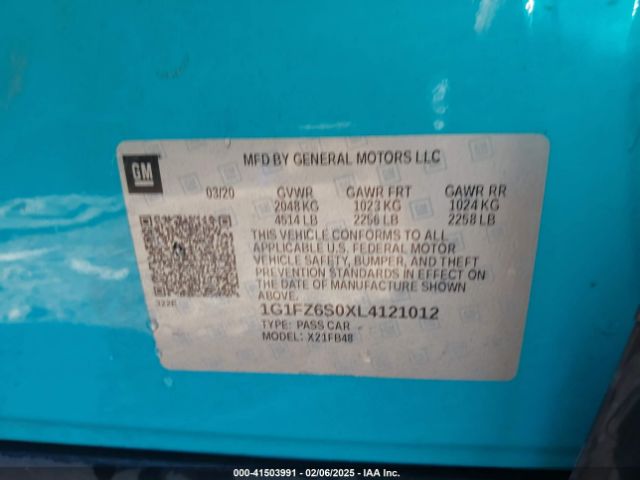 GM
MFD BY GENERAL MOTORS LLC
03/20 GVWR GAWR FRT GAWR RR
2048 KG 1023 KG 1024 KG
4514 LB 2256 LB 2258 LB
THIS VEHICLE CONFORMS TO ALL
APPLICABLE U.S. FEDERAL MOTOR
VEHICLE SAFETY, BUMPER, AND THEFT
PREVENTION STANDARDS IN EFFECT ON
THE DATE OF MANUFACTURE SHOWN
ABOVE.
322E
1G1FZ6S0XL4121012
TYPE: PASS CAR
MODEL: X21FB48
000-41503991 - 02/06/2025 - IAA Holdings, LLC.